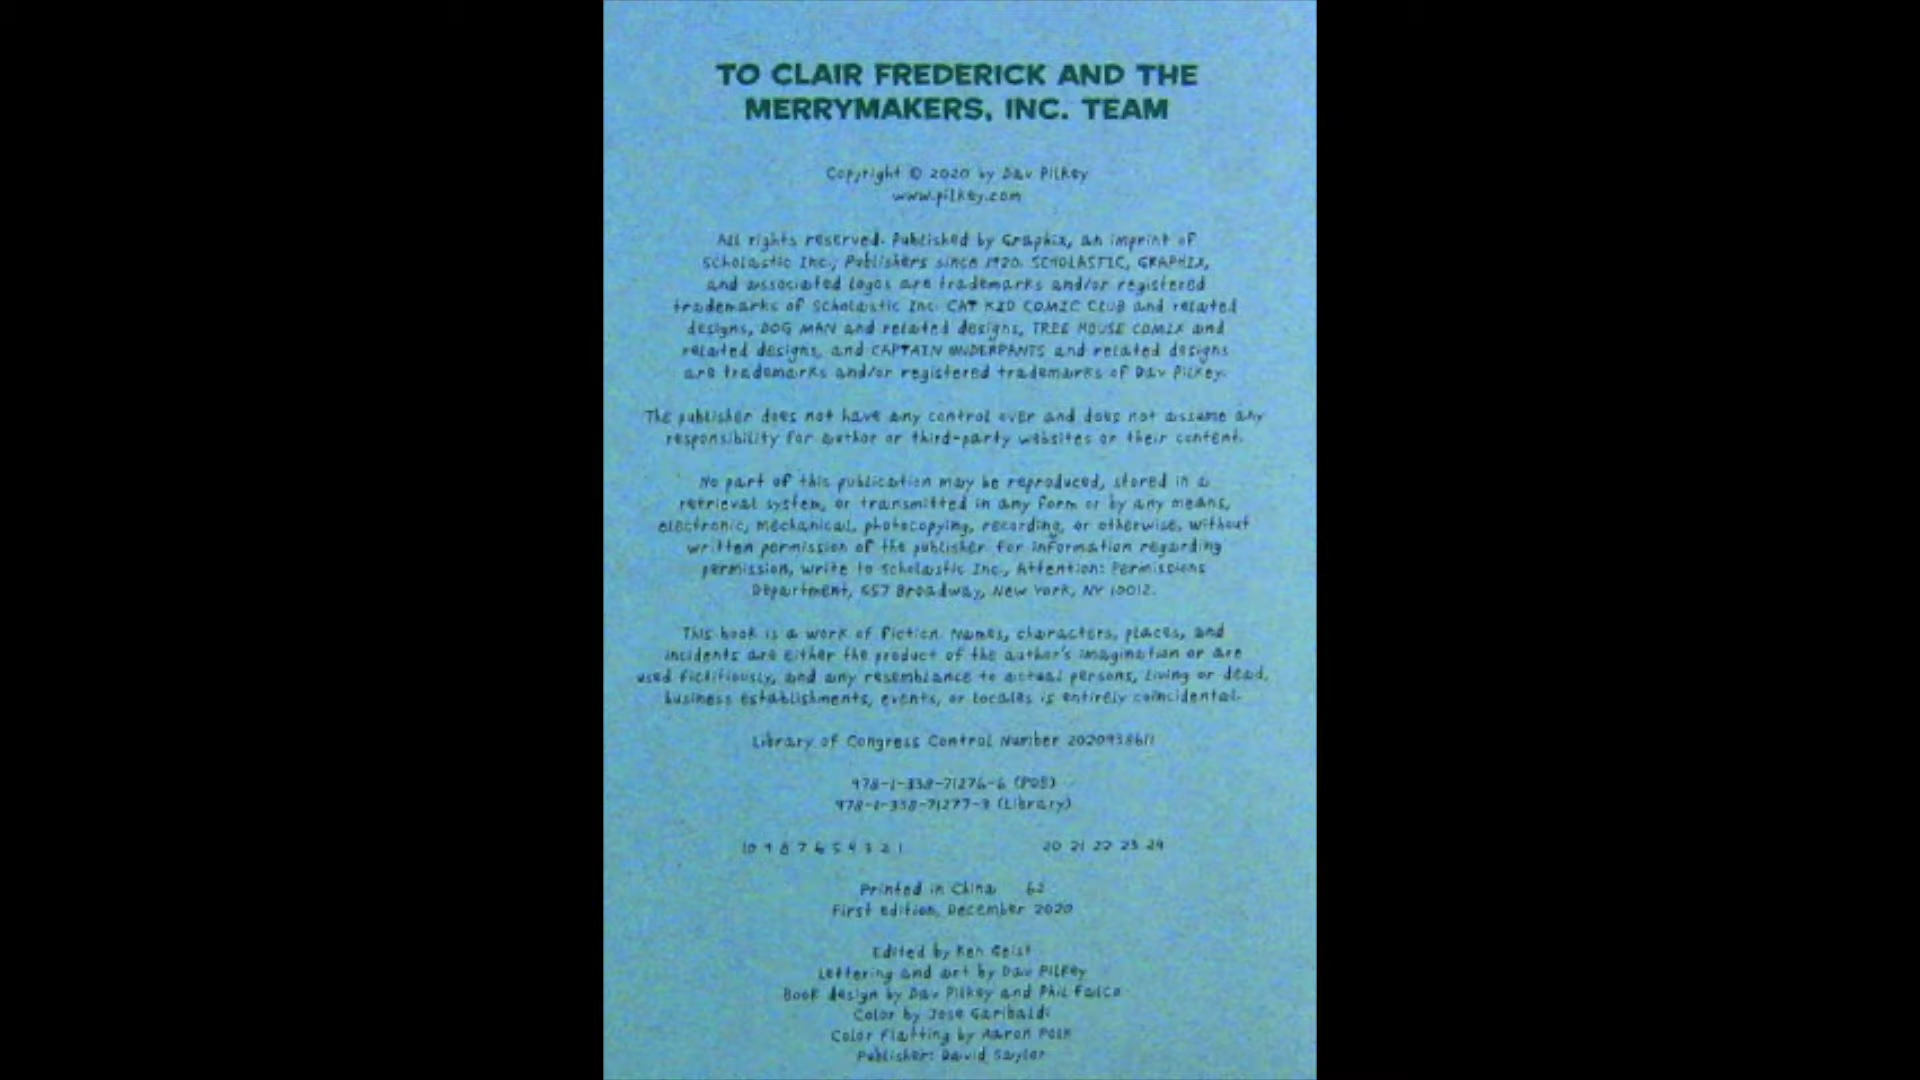 TO CLAIR FREDERICK AND THE
MERRYMAKERS, INC. TEAM
Copyright © 2020 by Dav Pilkey
www.pilkey.com
All rights reserved. Published by Graphix, an imprint of
Scholastic Inc., Publishers since 1920. SCHOLASTIC, GRAPHIX,
and associated logos are trademarks and/or registered
trademarks of Scholastic Inc. CAT KID COMIC CLUB and related
designs, DOG MAN and related designs, TREE HOUSE COMIX and
related designs, and CAPTAIN UNDERPANTS and related designs
are trademarks and/or registered trademarks of Dav Pilkey.
The publisher does not have any control over and does not assume any
responsibility for author or third-party websites or their content.
No part of this publication may be reproduced, stored in a
retrieval system, or transmitted in any form or by any means,
electronic, mechanical, photocopying, recording, or otherwise, without
written permission of the publisher. For information regarding
permission, write to Scholastic Inc., Attention: Permissions
Department, 557 Broadway, New York, NY 10012.
This book is a work of fiction. Names, characters, places, and
incidents are either the product of the author's imagination or are
used fictitiously, and any resemblance to actual persons, living or dead,
business establishments, events, or locales is entirely coincidental.
Library of Congress Control Number 2020938611
978-1-338-71276-6 (POB)
978-1-338-71277-3 (Library)
10 9 8 7 6 5 4 3 2 1 20 21 22 23 24
Printed in China 62
First edition, December 2020
Edited by Ken Geist
Lettering and art by Dav Pilkey
Book design by Dav Pilkey and Phil Falco
Color by Jose Garibaldi
Color flatting by Aaron Polk
Publisher: David Saylor